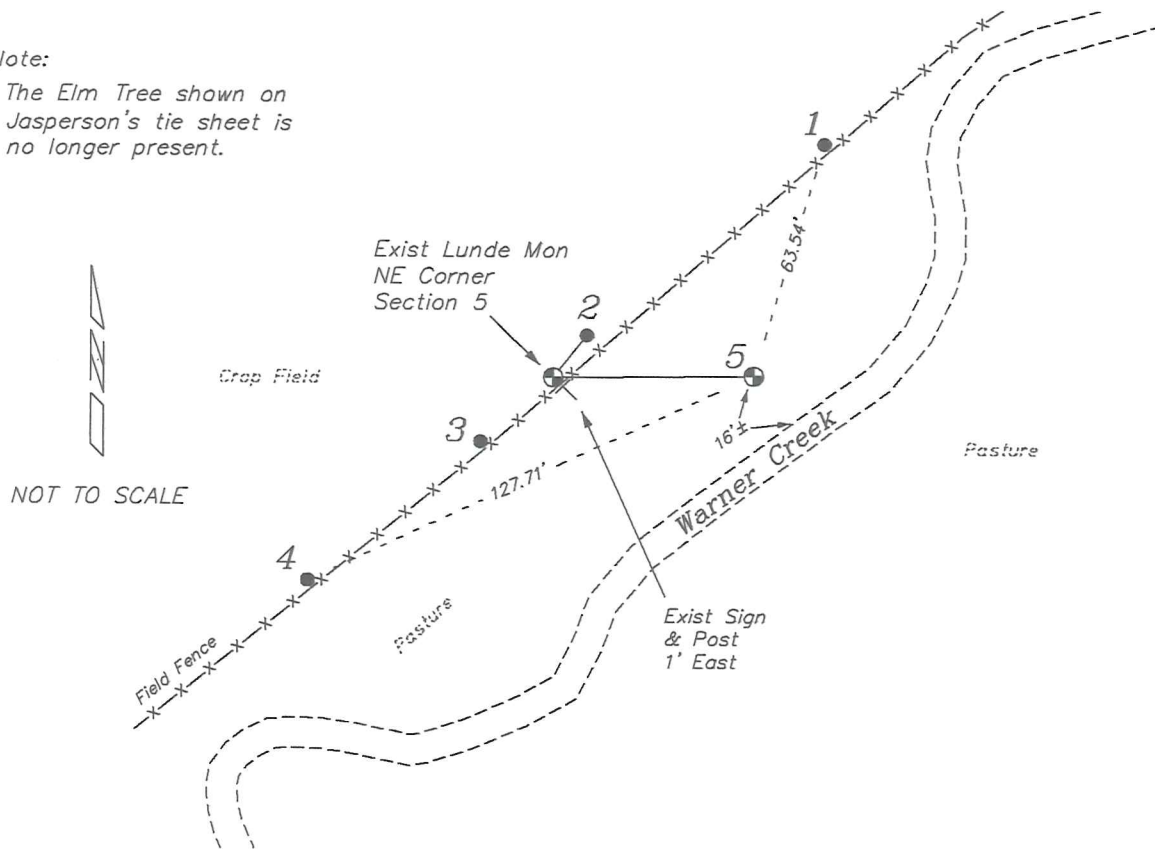 Note:
The Elm Tree shown on
Jasperson's tie sheet is
no longer present.
1
63.54'
Exist Lunde Mon
NE Corner
Section 5
2
5
N
Crop Field
3
16'±
Warner Creek
Pasture
127.71'
NOT TO SCALE
4
Pasture
Exist Sign
& Post
1' East
Field Fence